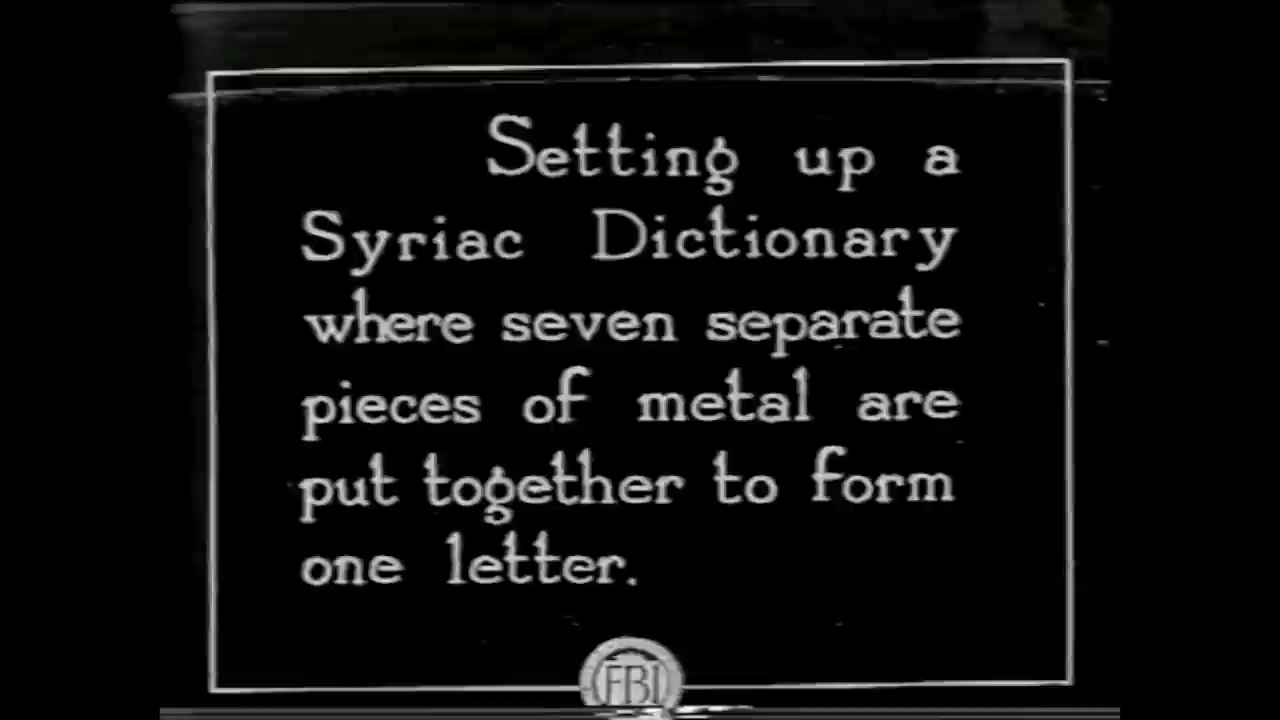 Setting up a
Syriac Dictionary
where seven separate
pieces of metal are
put together to form
one letter.
FBI